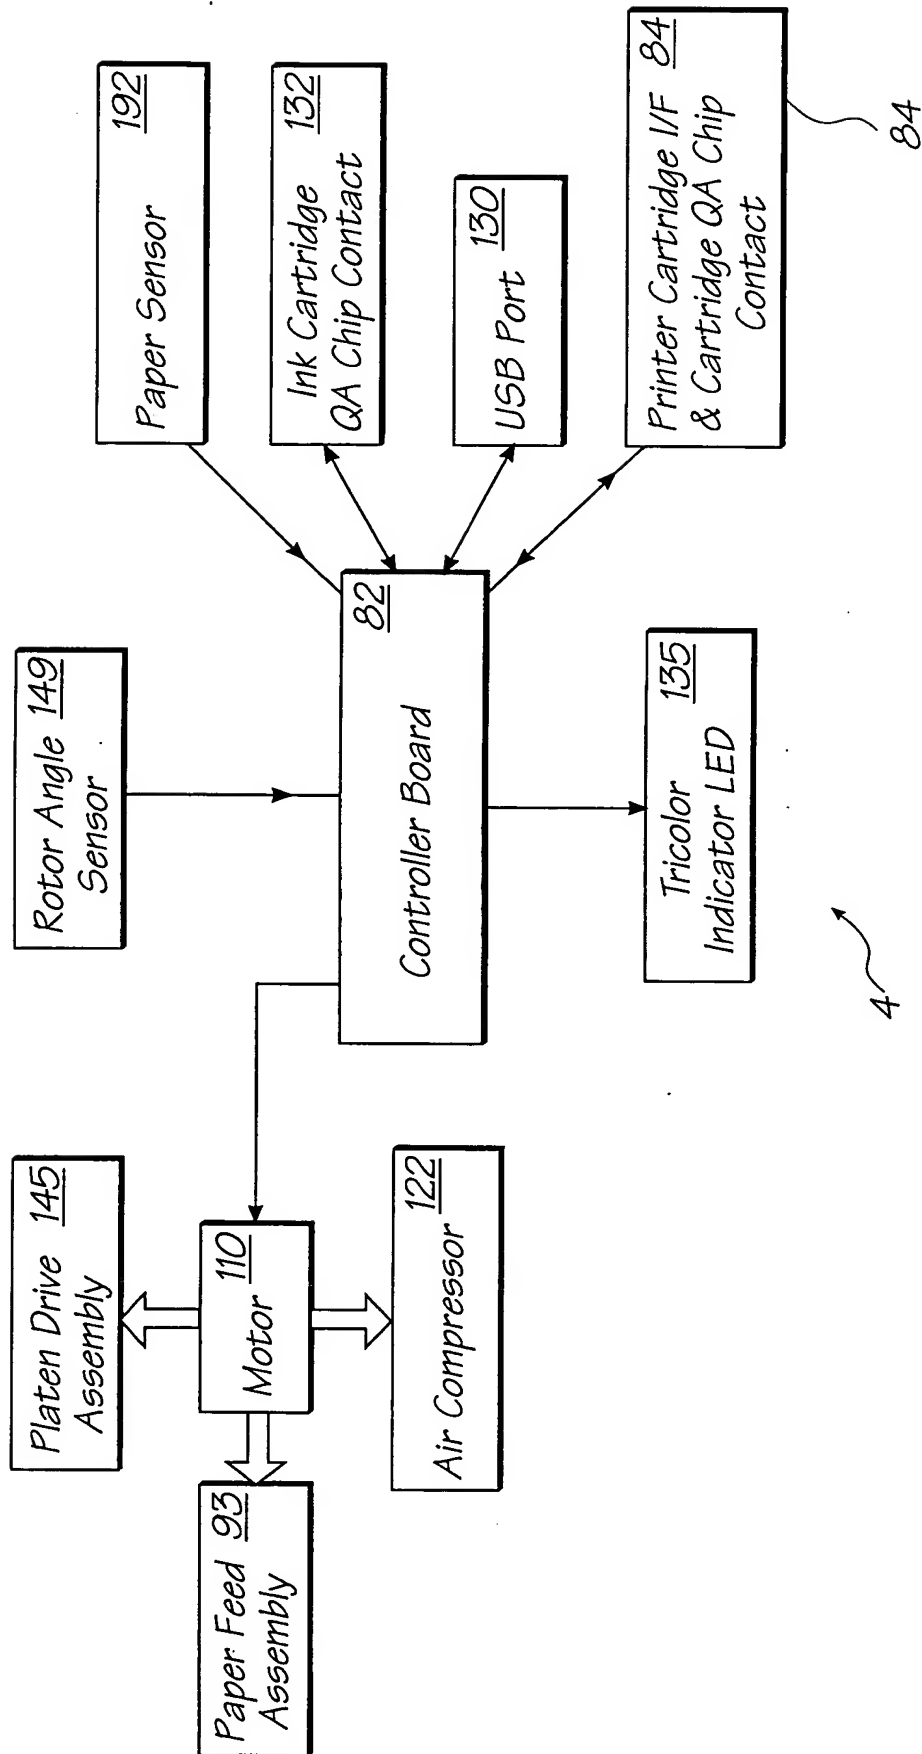 Paper Feed 93
Assembly
Platen Drive 145
Assembly
Motor 110
Air Compressor 122
Rotor Angle 149
Sensor
Controller Board 82
Tricolor 135
Indicator LED
Paper Sensor 192
Ink Cartridge 132
QA Chip Contact
USB Port 130
Printer Cartridge I/F 84
& Cartridge QA Chip
Contact
84
4